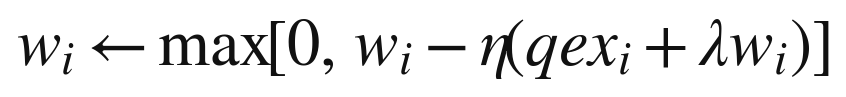 wᵢ ← max[0, wᵢ − η(qexᵢ + λwᵢ)]